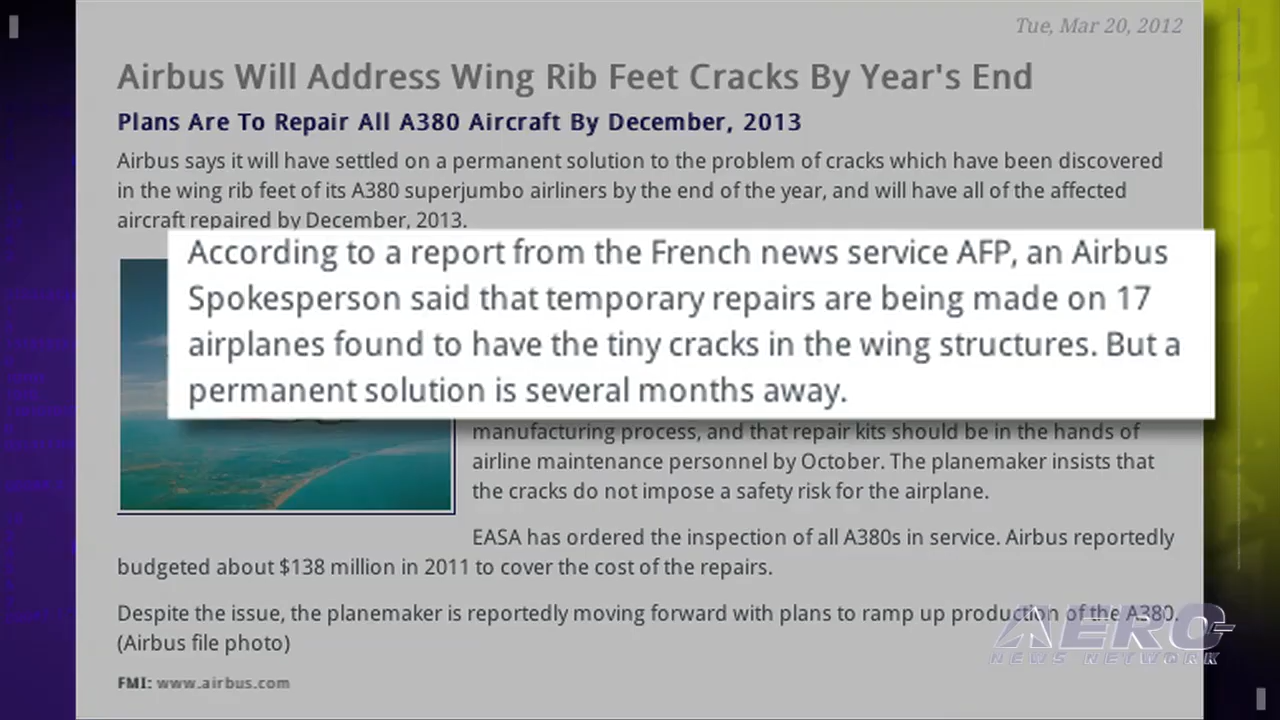 Tue, Mar 20, 2012
Airbus Will Address Wing Rib Feet Cracks By Year's End
Plans Are To Repair All A380 Aircraft By December, 2013
Airbus says it will have settled on a permanent solution to the problem of cracks which have been discovered
in the wing rib feet of its A380 superjumbo airliners by the end of the year, and will have all of the affected
aircraft repaired by December, 2013.
According to a report from the French news service AFP, an Airbus
Spokesperson said that temporary repairs are being made on 17
airplanes found to have the tiny cracks in the wing structures. But a
permanent solution is several months away.
manufacturing process, and that repair kits should be in the hands of
airline maintenance personnel by October. The planemaker insists that
the cracks do not impose a safety risk for the airplane.
EASA has ordered the inspection of all A380s in service. Airbus reportedly
budgeted about $138 million in 2011 to cover the cost of the repairs.
Despite the issue, the planemaker is reportedly moving forward with plans to ramp up production of the A380.
(Airbus file photo)
FMI: www.airbus.com
AERO
NEWS NETWORK